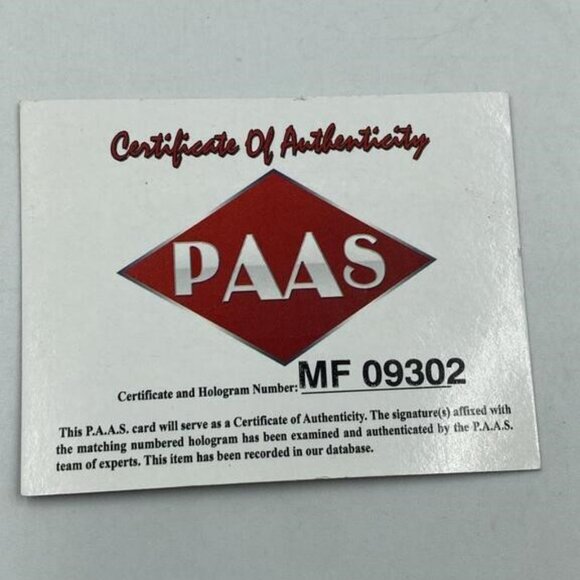 Certificate Of Authenticity
PAAS
Certificate and Hologram Number: MF 09302
This P.A.A.S. card will serve as a Certificate of Authenticity. The signature(s) affixed with
the matching numbered hologram has been examined and authenticated by the P.A.A.S.
team of experts. This item has been recorded in our database.